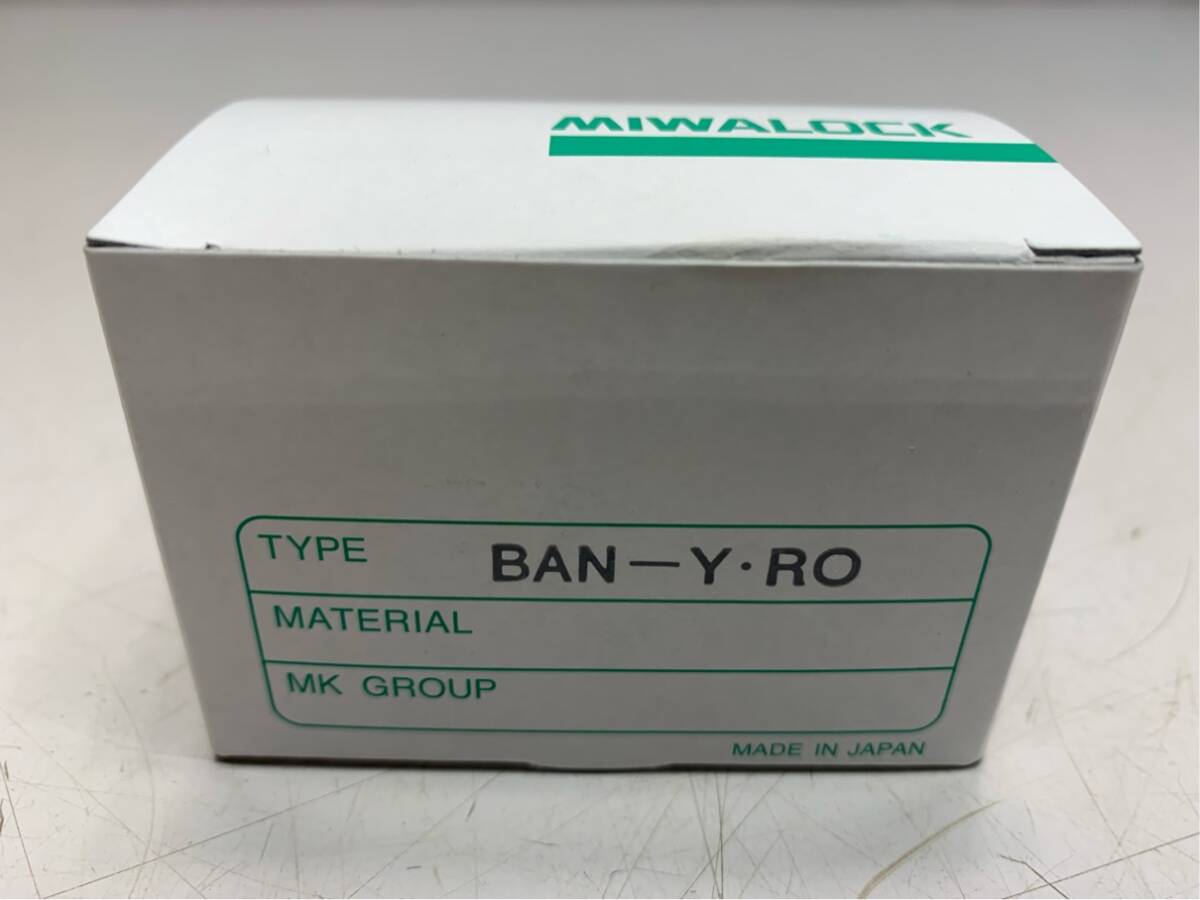 MIWALOCK
TYPE BAN－Y・RO
MATERIAL
MK GROUP
MADE IN JAPAN